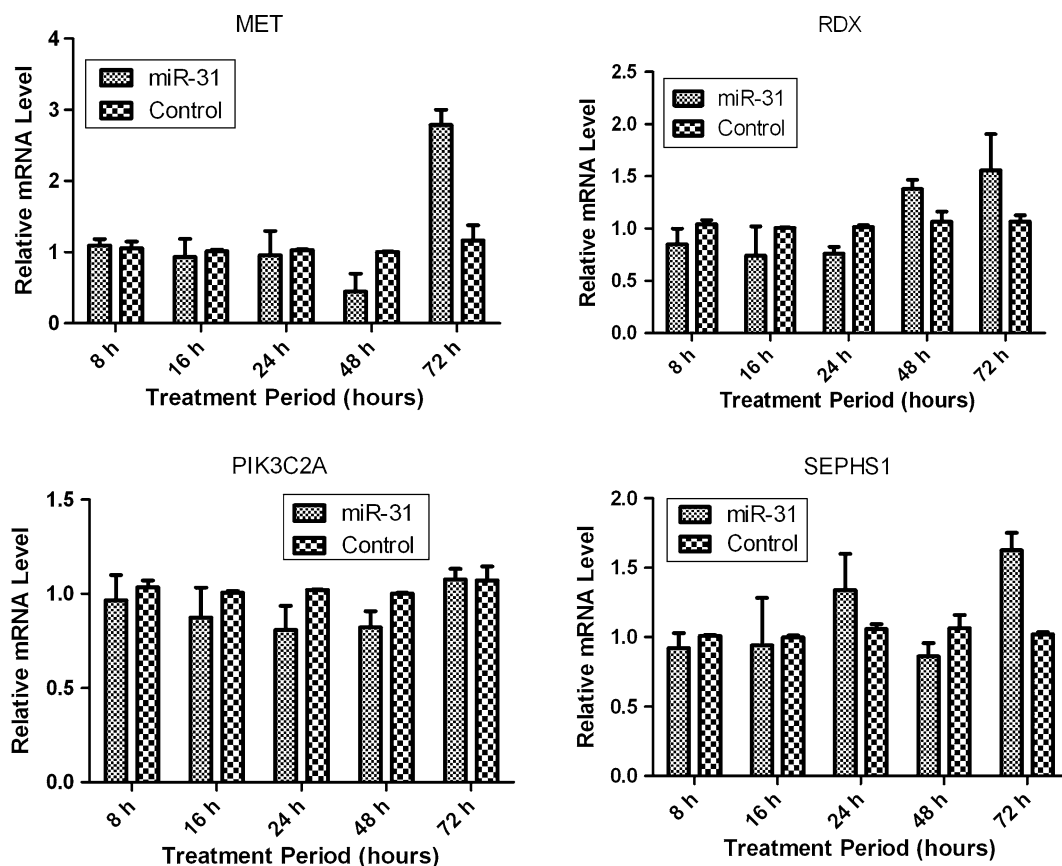 MET
Relative mRNA Level
4
3
2
1
0
miR-31
Control
8 h
16 h
24 h
48 h
72 h
Treatment Period (hours)
RDX
Relative mRNA Level
2.5
2.0
1.5
1.0
0.5
0.0
miR-31
Control
8 h
16 h
24 h
48 h
72 h
Treatment Period (hours)
PIK3C2A
Relative mRNA Level
1.5
1.0
0.5
0.0
miR-31
Control
8 h
16 h
24 h
48 h
72 h
Treatment Period (hours)
SEPHS1
Relative mRNA Level
2.0
1.5
1.0
0.5
0.0
miR-31
Control
8 h
16 h
24 h
48 h
72 h
Treatment Period (hours)